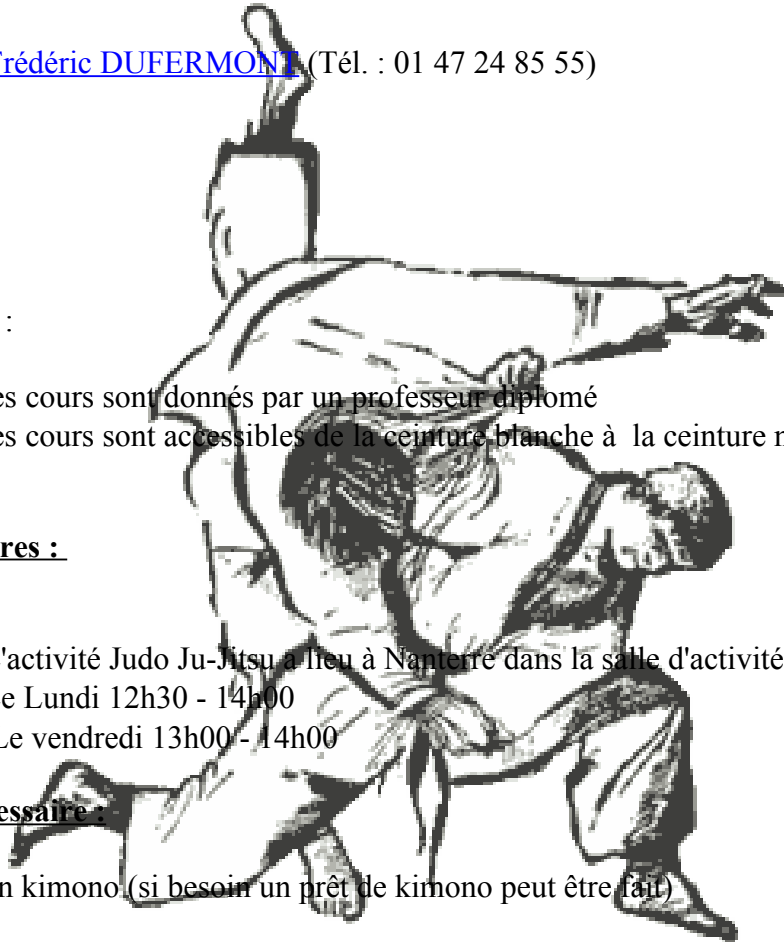 rédéric DUFERMONT (Tél. : 01 47 24 85 55)
:
es cours sont donnés par un professeur diplomé
es cours sont accessibles de la ceinture blanche à la ceinture n
res :
'activité Judo Ju-Jitsu a lieu à Nanterre dans la salle d'activité
e Lundi 12h30 - 14h00
Le vendredi 13h00 - 14h00
essaire :
n kimono (si besoin un prêt de kimono peut être fait)